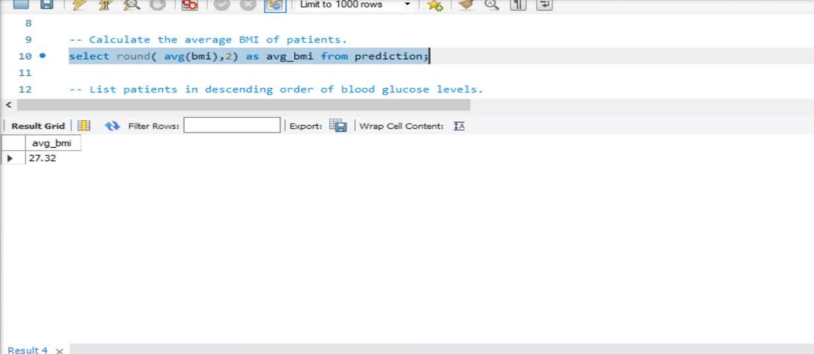 Limit to 1000 rows
8
9 -- Calculate the average BMI of patients.
10 select round( avg(bmi),2) as avg_bmi from prediction;
11
12 -- List patients in descending order of blood glucose levels.
Result Grid Filter Rows: Export: Wrap Cell Content: IA
avg_bmi
27.32
Result 4 ×